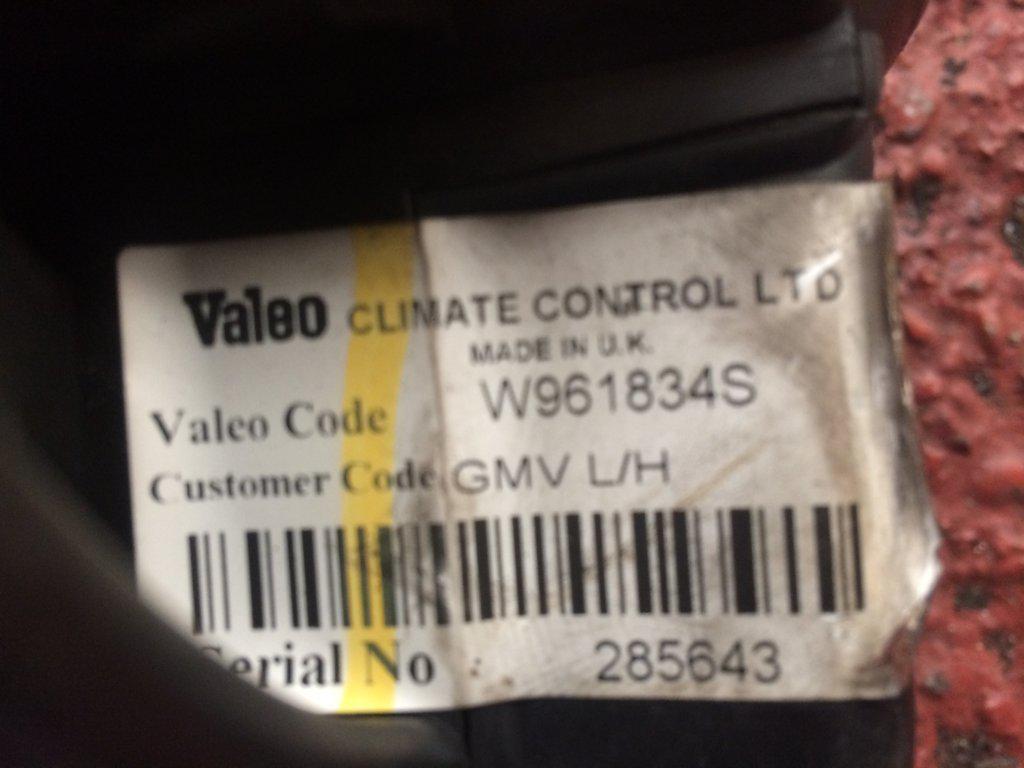 Valeo CLIMATE CONTROL LTD
MADE IN U.K.
Valeo Code W961834S
Customer Code GMV L/H
Serial No : 285643